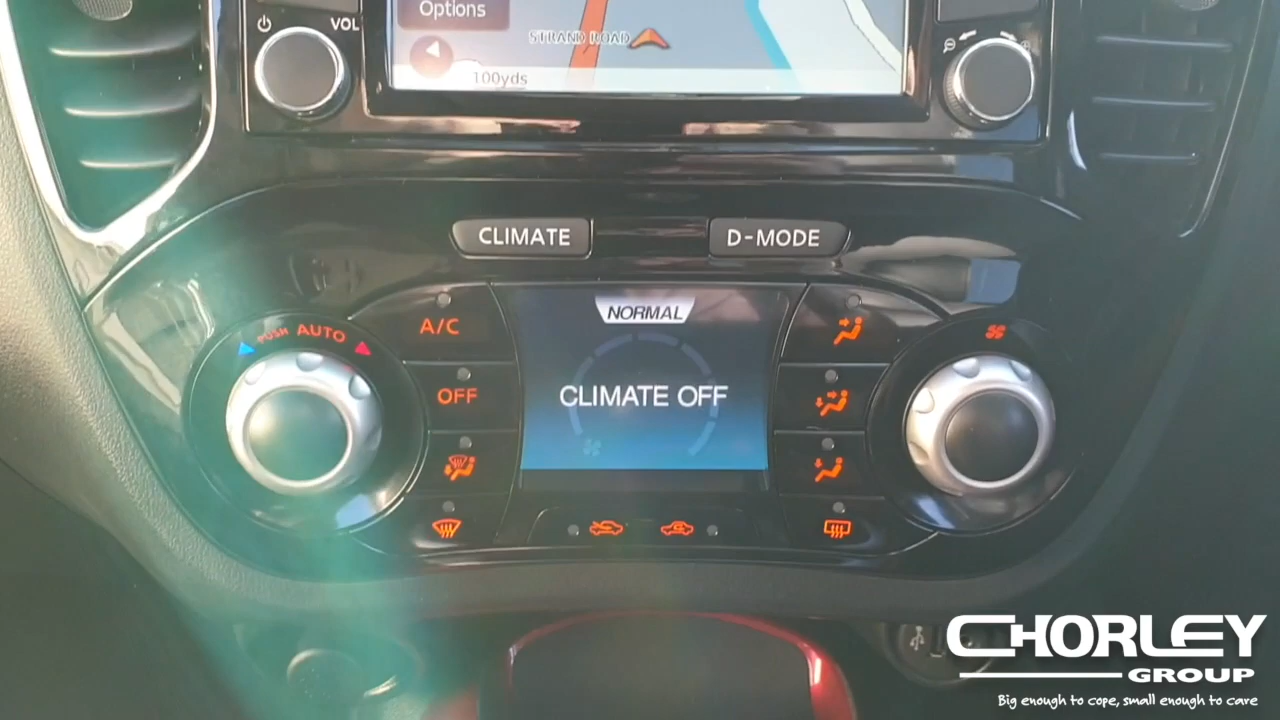 Options
VOL
STRAND ROAD
100yds
CLIMATE
D-MODE
NORMAL
PUSH AUTO
A/C
OFF
CLIMATE OFF
CHORLEY
GROUP
Big enough to cope, small enough to care